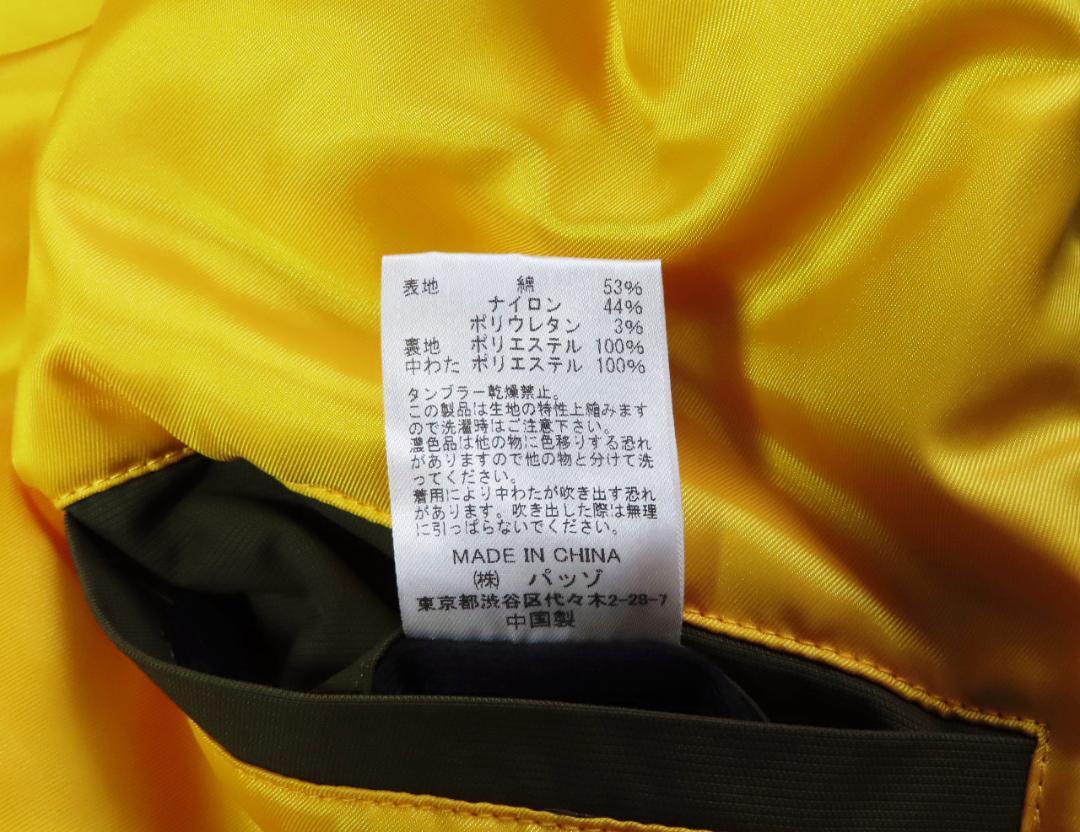 表地 綿 53%
ナイロン 44%
ポリウレタン 3%
裏地 ポリエステル 100%
中わた ポリエステル 100%
タンブラー乾燥禁止。
この製品は生地の特性上縮みます
ので洗濯時はご注意下さい。
濃色品は他の物に色移りする恐れ
がありますので他の物と分けて洗
ってください。
着用により中わたが吹き出す恐れ
があります。吹き出した際は無理
に引っぱらないでください。
MADE IN CHINA
㈱ パッゾ
東京都渋谷区代々木2-28-7
中国製